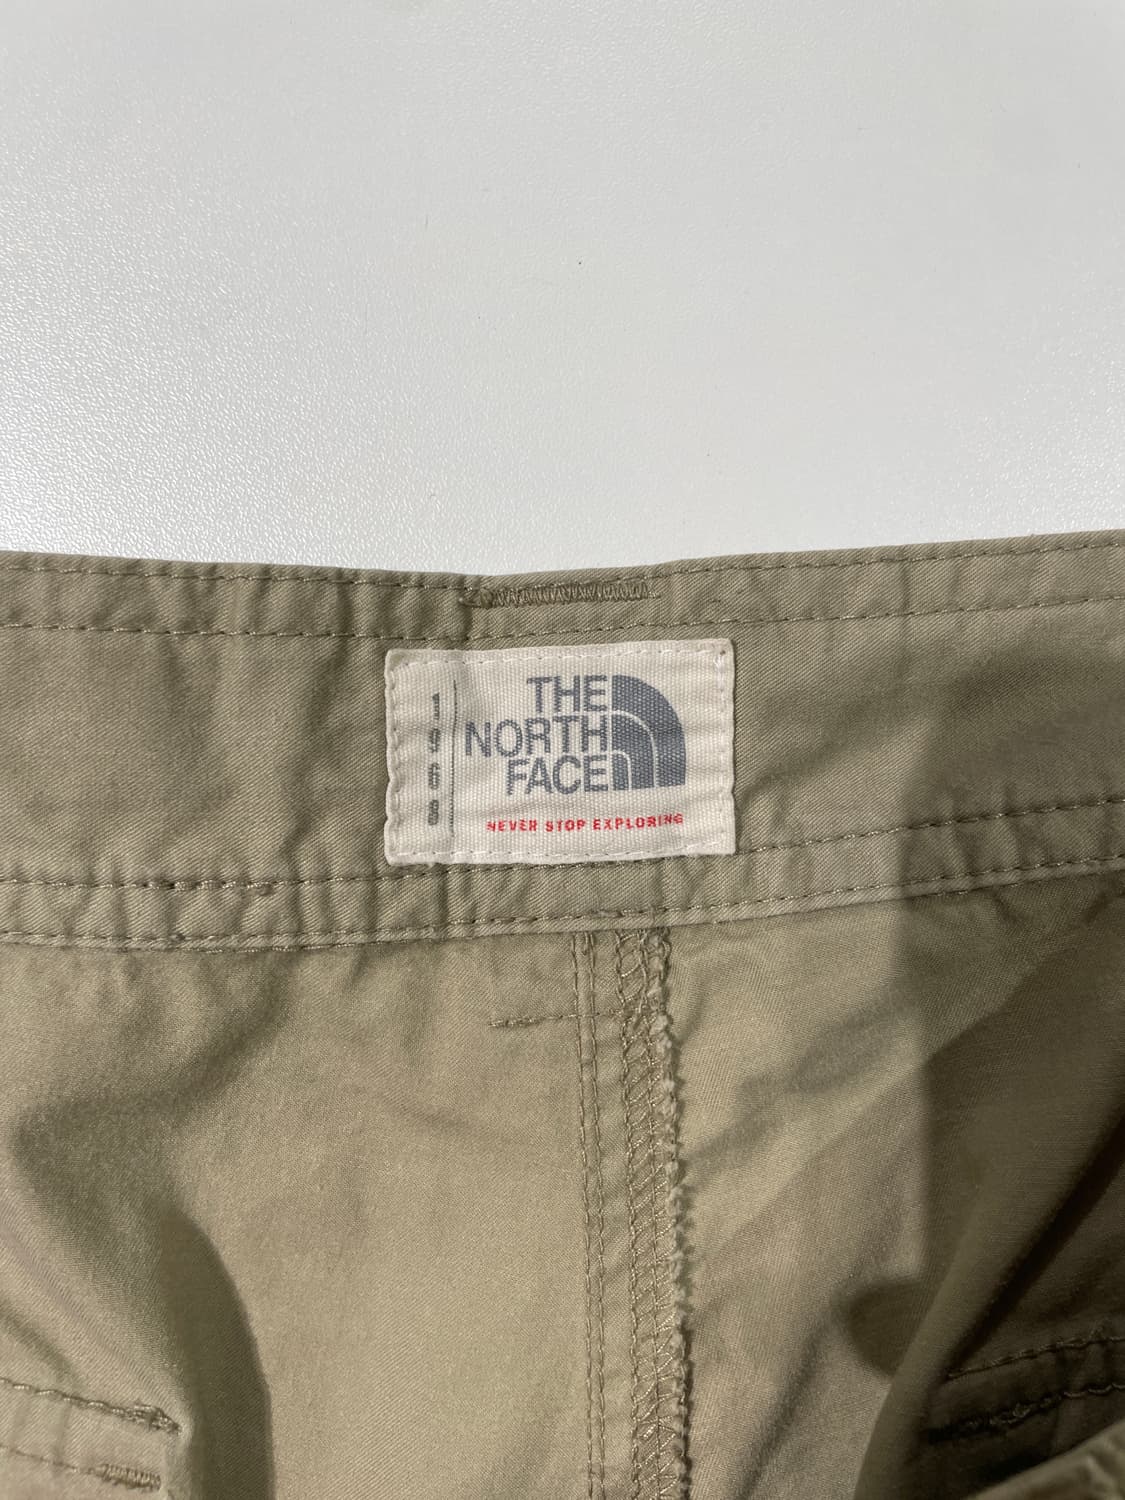 1968
THE
NORTH
FACE
NEVER STOP EXPLORING